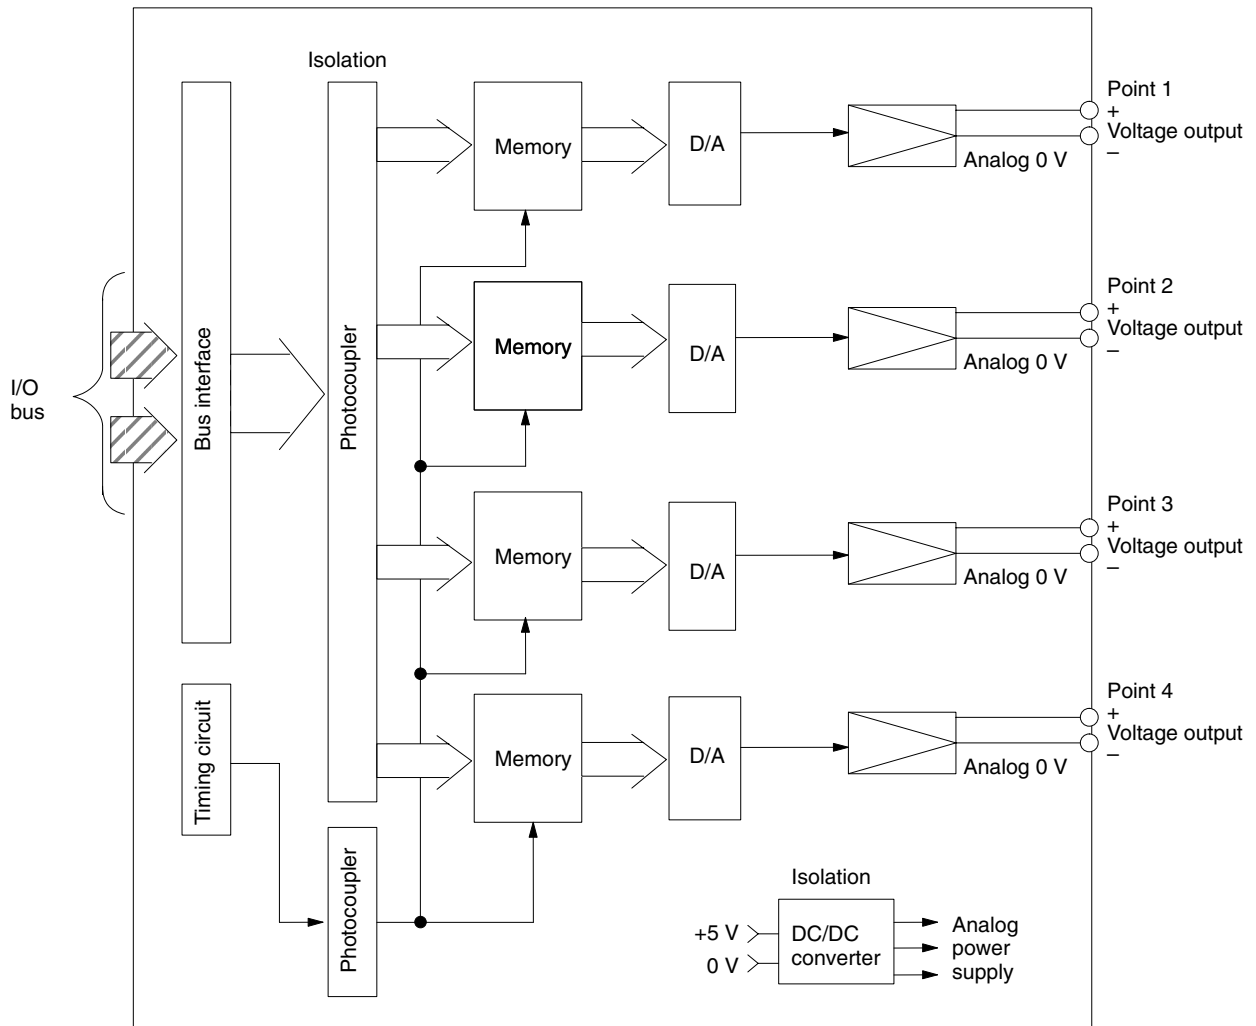 Isolation
Point 1
+
Voltage output
–
Memory
D/A
Analog 0 V
Point 2
+
Voltage output
–
Memory
D/A
Analog 0 V
I/O
bus
Bus interface
Photocoupler
Point 3
+
Voltage output
–
Memory
D/A
Analog 0 V
Point 4
+
Voltage output
–
Memory
D/A
Analog 0 V
Timing circuit
Photocoupler
Isolation
+5 V
0 V
DC/DC
converter
Analog
power
supply